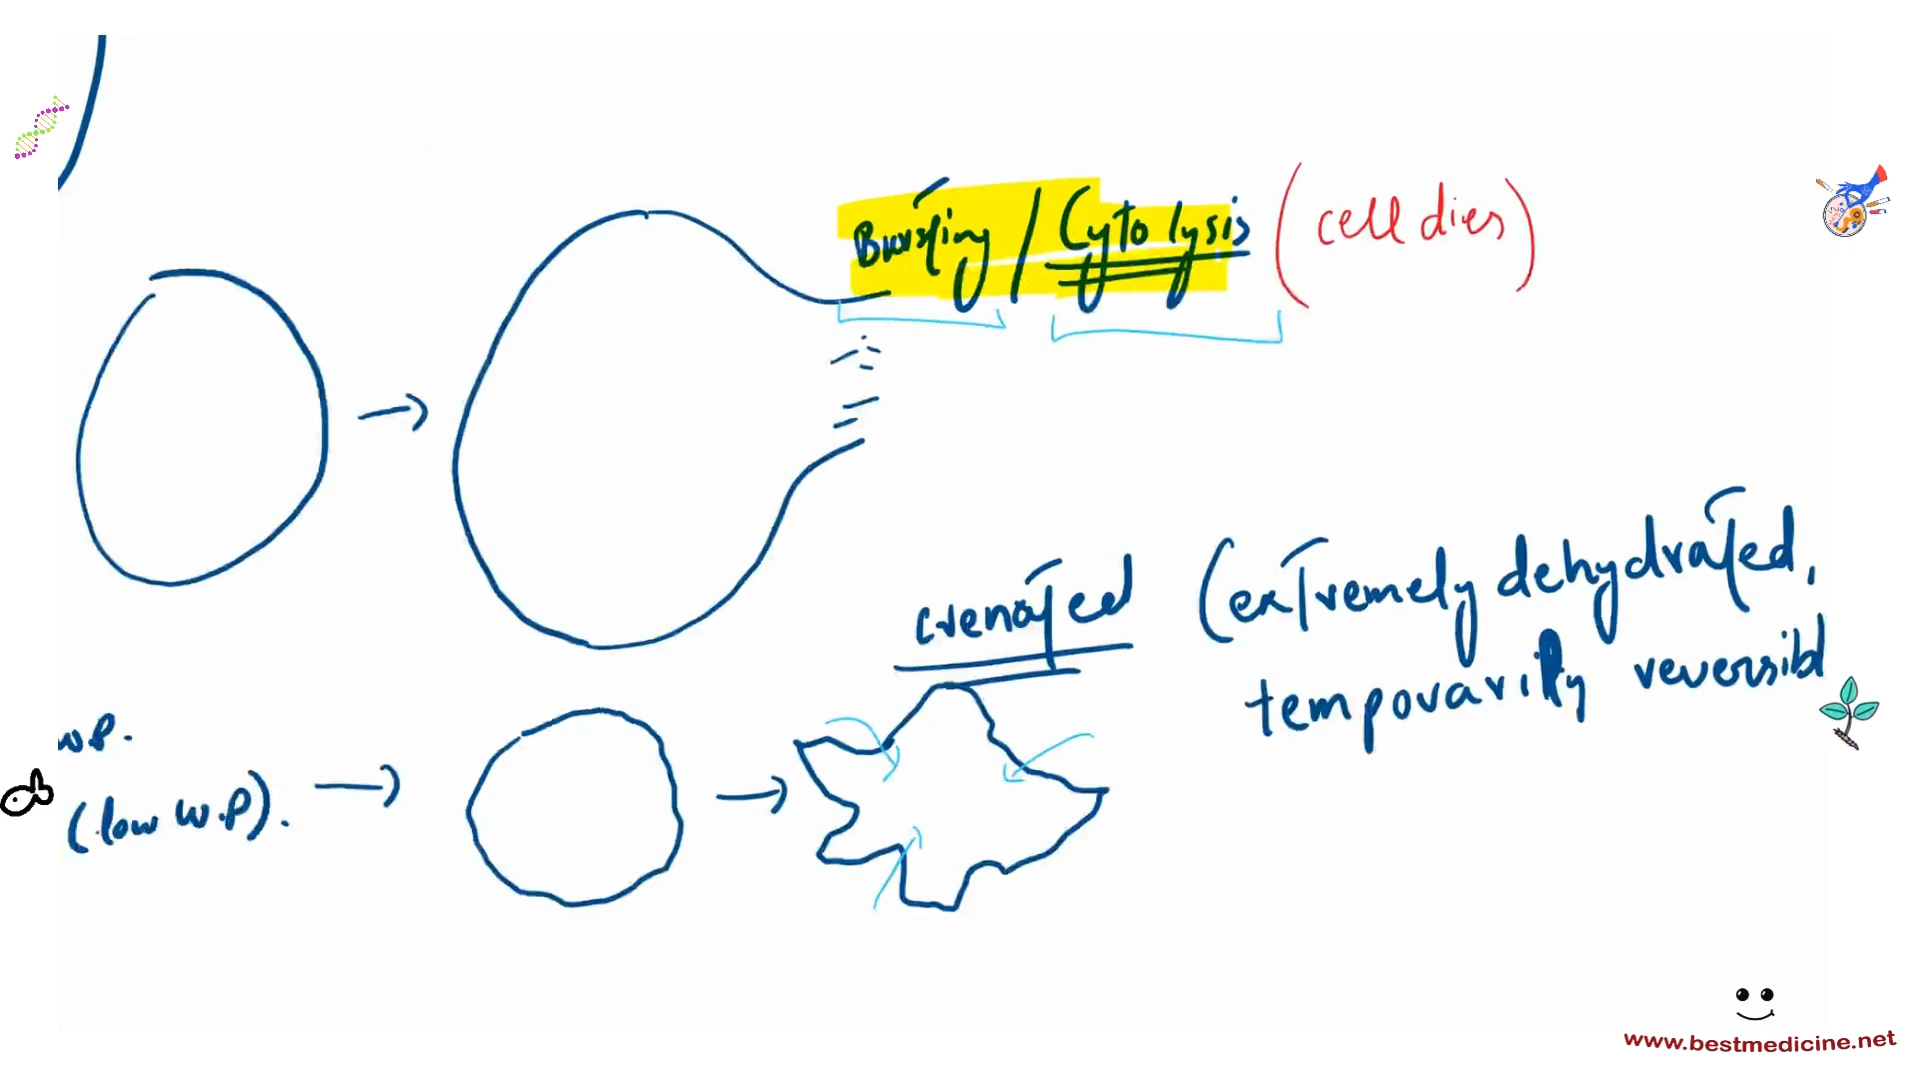 Bursting / Cytolysis (cell dies)
crenated (extremely dehydrated,
temporarily reversibl
w.p.
(low w.p).
www.bestmedicine.net